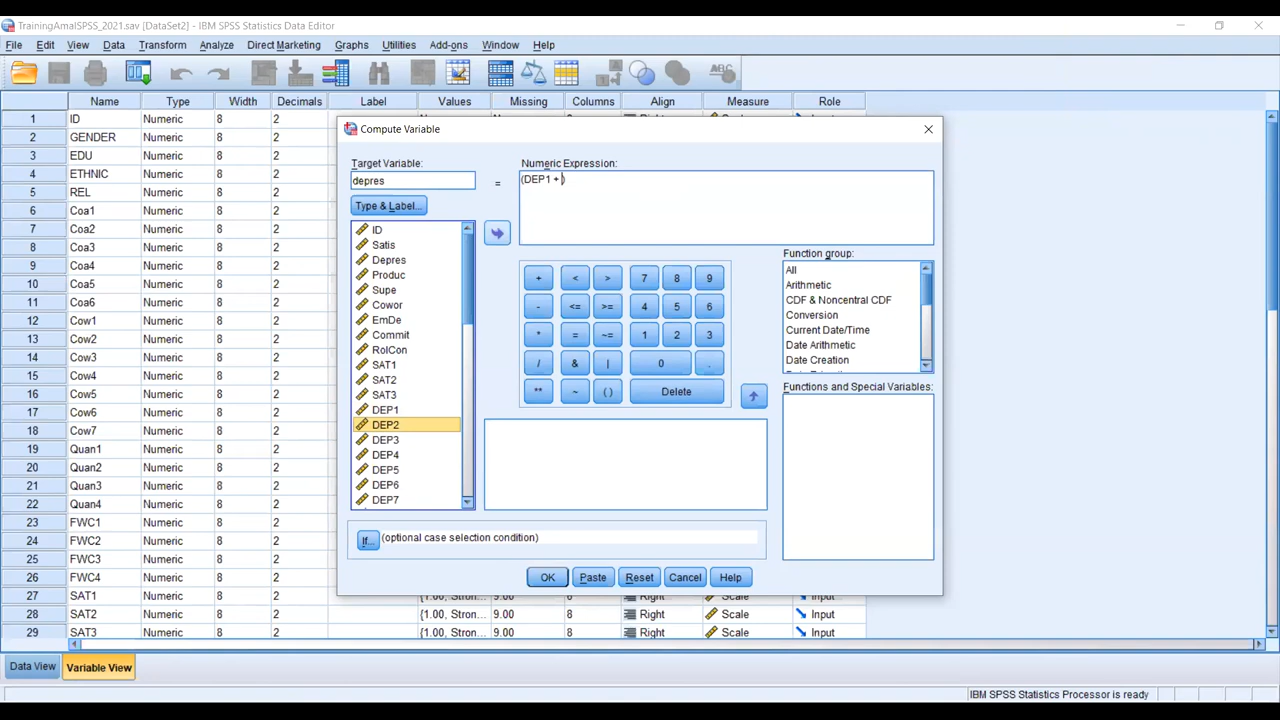 TrainingAmalSPSS_2021.sav [DataSet2] - IBM SPSS Statistics Data Editor
File Edit View Data Transform Analyze Direct Marketing Graphs Utilities Add-ons Window Help
Name Type Width Decimals Label Values Missing Columns Align Measure Role
1 ID Numeric 8 2
2 GENDER Numeric 8 2
3 EDU Numeric 8 2
4 ETHNIC Numeric 8 2
5 REL Numeric 8 2
6 Coa1 Numeric 8 2
7 Coa2 Numeric 8 2
8 Coa3 Numeric 8 2
9 Coa4 Numeric 8 2
10 Coa5 Numeric 8 2
11 Coa6 Numeric 8 2
12 Cow1 Numeric 8 2
13 Cow2 Numeric 8 2
14 Cow3 Numeric 8 2
15 Cow4 Numeric 8 2
16 Cow5 Numeric 8 2
17 Cow6 Numeric 8 2
18 Cow7 Numeric 8 2
19 Quan1 Numeric 8 2
20 Quan2 Numeric 8 2
21 Quan3 Numeric 8 2
22 Quan4 Numeric 8 2
23 FWC1 Numeric 8 2
24 FWC2 Numeric 8 2
25 FWC3 Numeric 8 2
26 FWC4 Numeric 8 2
27 SAT1 Numeric 8 2 {1.00, Stron... 9.00 8 Right Scale Input
28 SAT2 Numeric 8 2 {1.00, Stron... 9.00 8 Right Scale Input
29 SAT3 Numeric 8 2 {1.00, Stron... 9.00 8 Right Scale Input
Compute Variable
Target Variable:
depres
=
Numeric Expression:
(DEP1 + )
Type & Label...
ID
Satis
Depres
Produc
Supe
Cowor
EmDe
Commit
RolCon
SAT1
SAT2
SAT3
DEP1
DEP2
DEP3
DEP4
DEP5
DEP6
DEP7
+ < > 7 8 9
- <= >= 4 5 6
* = ~= 1 2 3
/ & | 0 .
** ~ ( ) Delete
Function group:
All
Arithmetic
CDF & Noncentral CDF
Conversion
Current Date/Time
Date Arithmetic
Date Creation
Functions and Special Variables:
If... (optional case selection condition)
OK Paste Reset Cancel Help
Data View Variable View
IBM SPSS Statistics Processor is ready